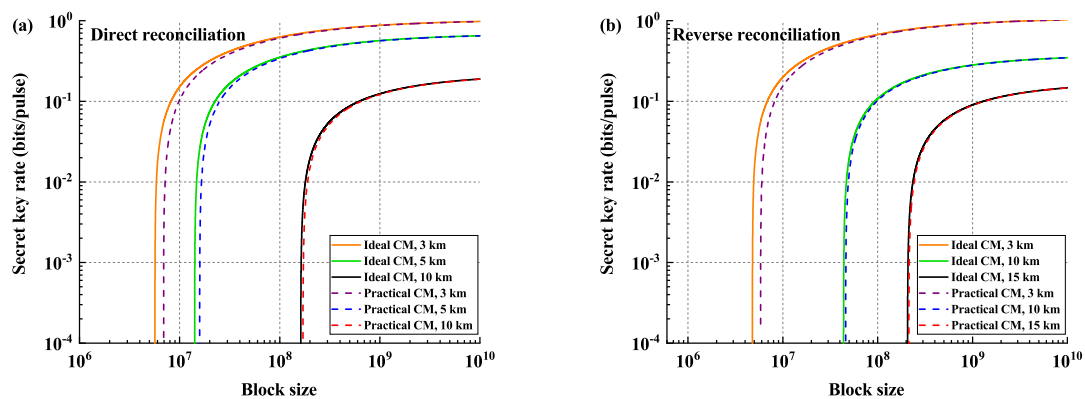 (a)
Direct reconciliation
Secret key rate (bits/pulse)
10^0
10^-1
10^-2
10^-3
10^-4
Ideal CM, 3 km
Ideal CM, 5 km
Ideal CM, 10 km
Practical CM, 3 km
Practical CM, 5 km
Practical CM, 10 km
10^6 10^7 10^8 10^9 10^10
Block size
(b)
Reverse reconciliation
Secret key rate (bits/pulse)
10^0
10^-1
10^-2
10^-3
10^-4
Ideal CM, 3 km
Ideal CM, 10 km
Ideal CM, 15 km
Practical CM, 3 km
Practical CM, 10 km
Practical CM, 15 km
10^6 10^7 10^8 10^9 10^10
Block size